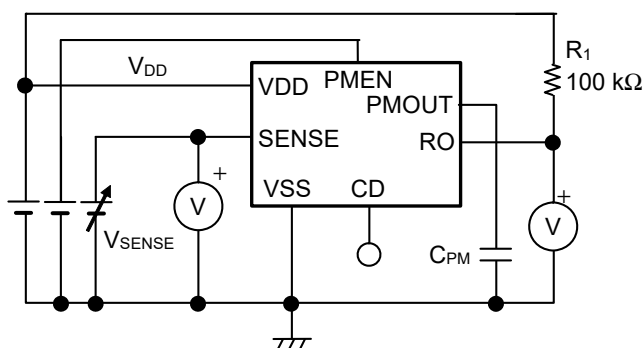 R1
100 kΩ
VDD
VDD
PMEN
PMOUT
SENSE
RO
VSS
CD
V
+
V
+
VSENSE
CPM